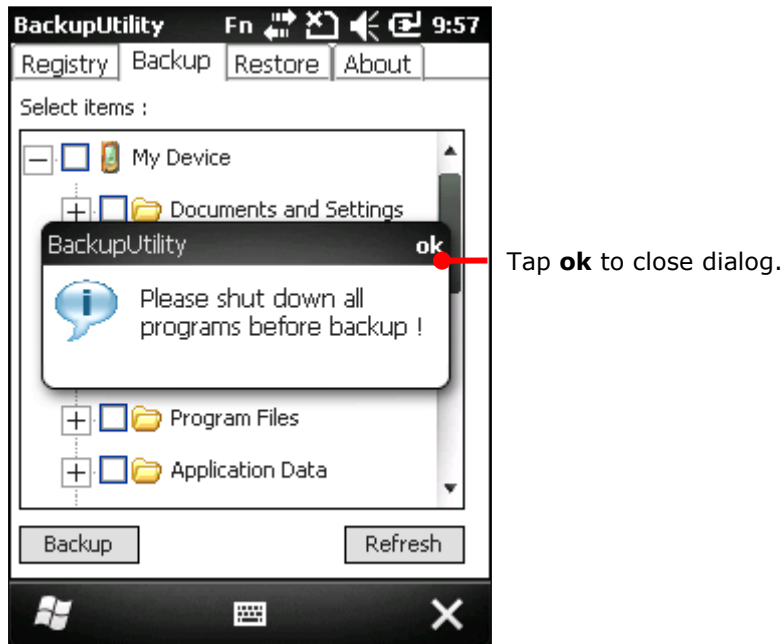 BackupUtility Fn 9:57
Registry Backup Restore About
Select items :
My Device
Documents and Settings
BackupUtility ok
Please shut down all
programs before backup !
Tap ok to close dialog.
Program Files
Application Data
Backup Refresh